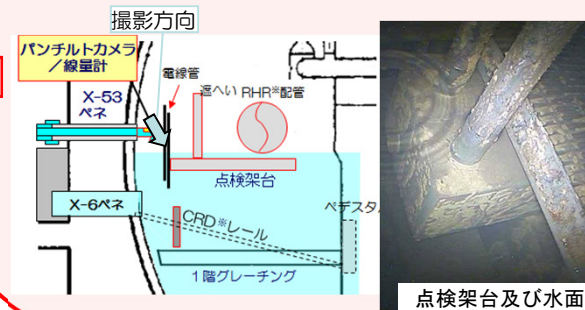 撮影方向
パンチルトカメラ
／線量計
電線管
X-53
ペネ
遮へい
RHR※配管
点検架台
X-6ペネ
CRD※レール
ペデスタ
1階グレーチング
点検架台及び水面